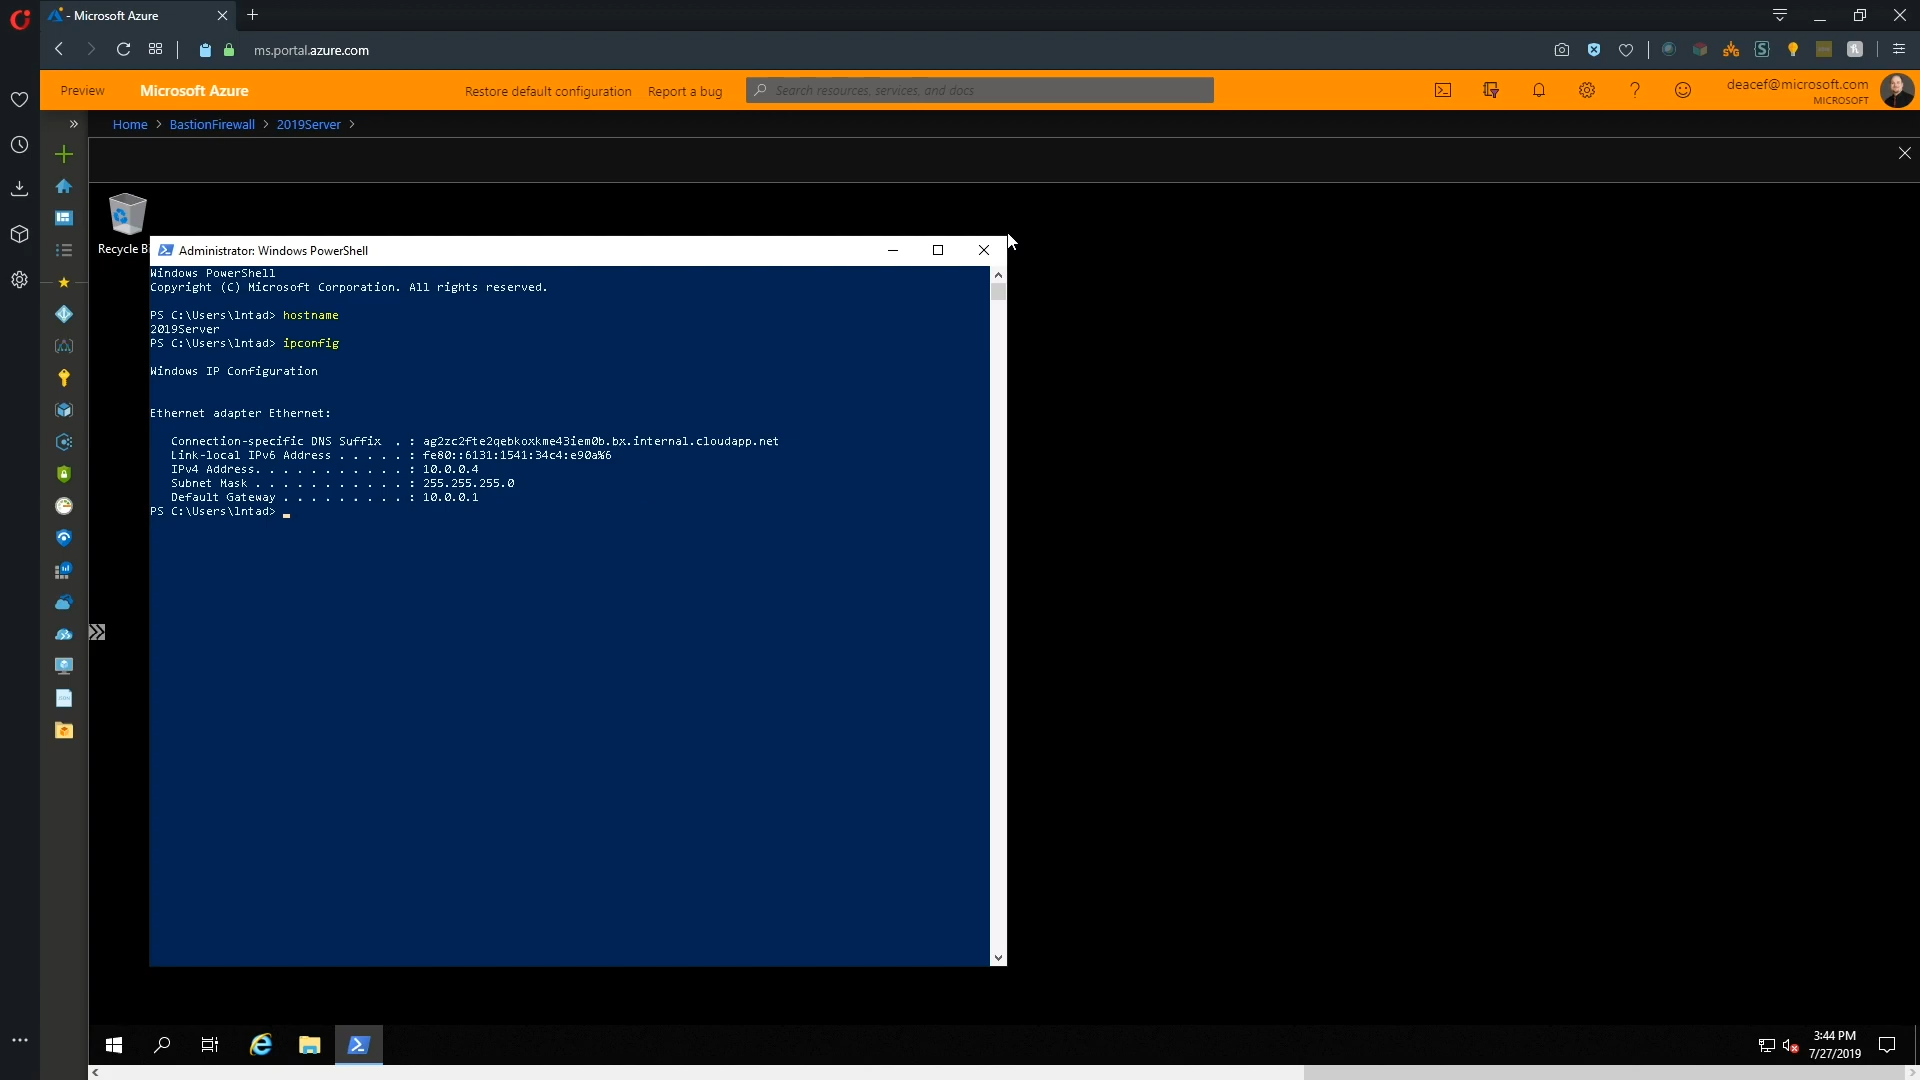 - Microsoft Azure
ms.portal.azure.com
Preview
Microsoft Azure
Restore default configuration
Report a bug
Search resources, services, and docs
deacef@microsoft.com
MICROSOFT
Home > BastionFirewall > 2019Server >
Recycle B
Administrator: Windows PowerShell
Windows PowerShell
Copyright (C) Microsoft Corporation. All rights reserved.
PS C:\Users\lntad> hostname
2019Server
PS C:\Users\lntad> ipconfig
Windows IP Configuration
Ethernet adapter Ethernet:
Connection-specific DNS Suffix  . : ag2zc2fte2qebkoxkme43iem0b.bx.internal.cloudapp.net
Link-local IPv6 Address . . . . . : fe80::6131:1541:34c4:e90a%6
IPv4 Address. . . . . . . . . . . : 10.0.0.4
Subnet Mask . . . . . . . . . . . : 255.255.255.0
Default Gateway . . . . . . . . . : 10.0.0.1
PS C:\Users\lntad>
3:44 PM
7/27/2019